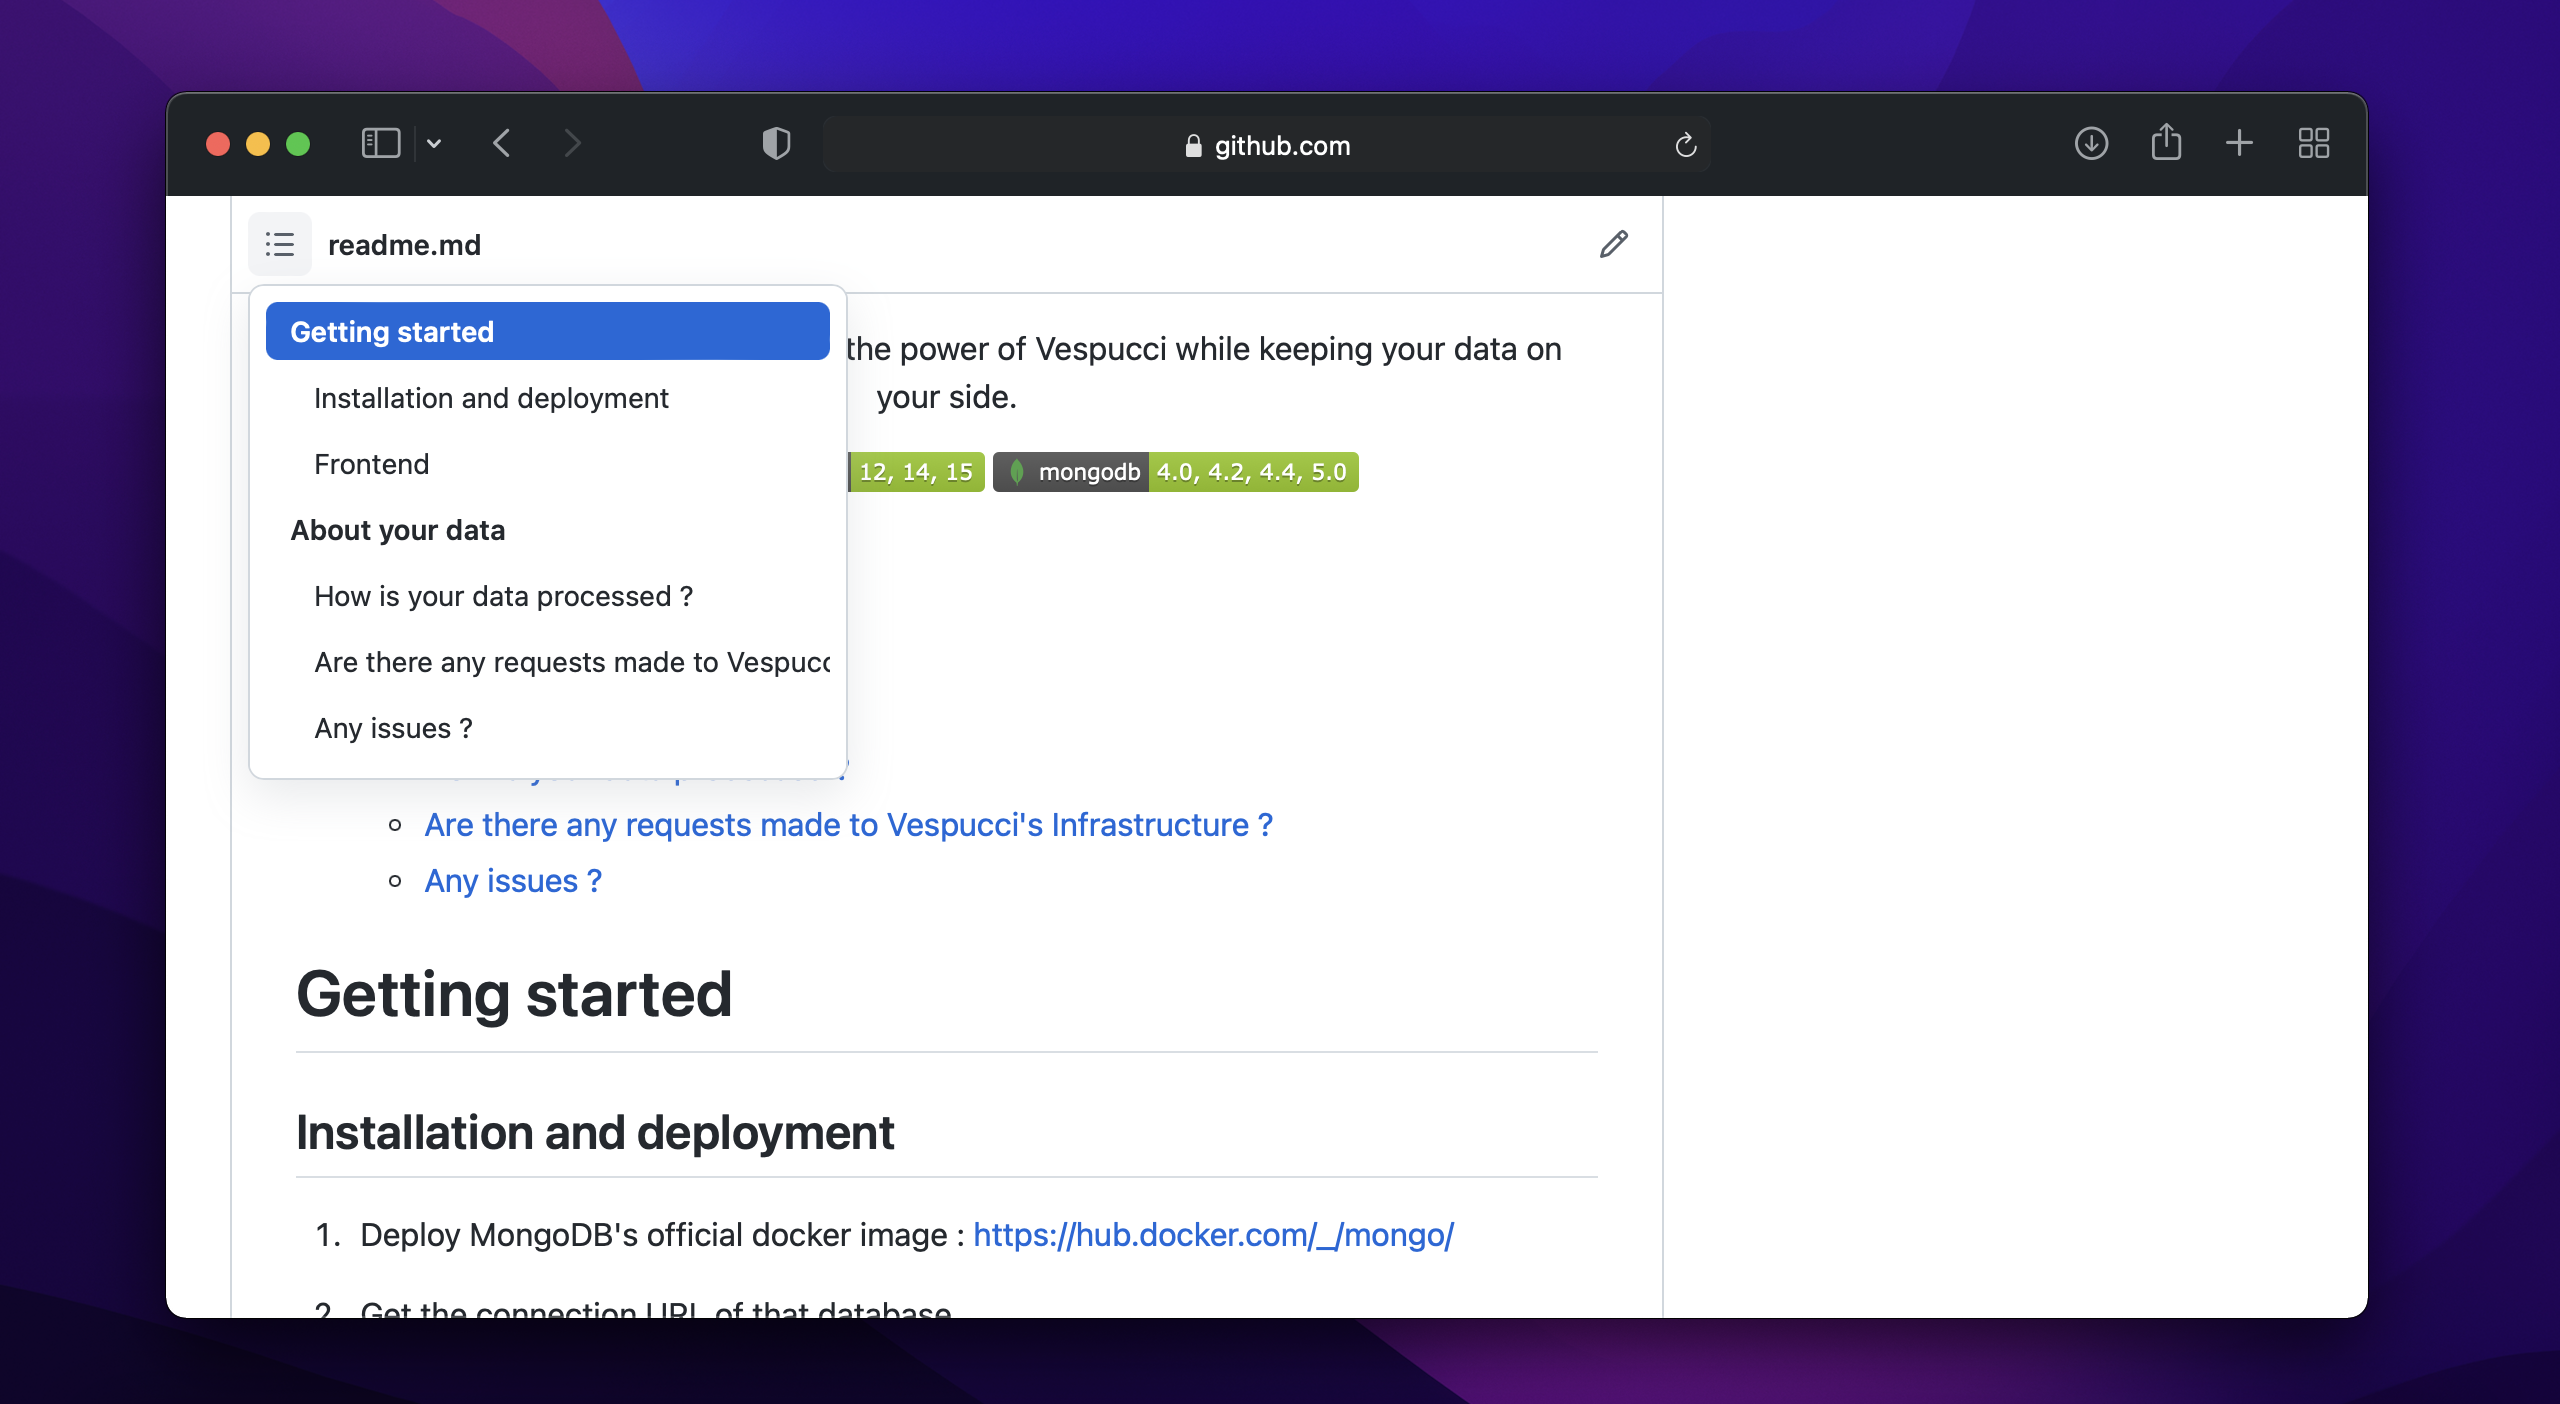 github.com
readme.md
Getting started
Installation and deployment
Frontend
About your data
How is your data processed ?
Are there any requests made to Vespucc
Any issues ?
the power of Vespucci while keeping your data on
your side.
12, 14, 15
mongodb 4.0, 4.2, 4.4, 5.0
Are there any requests made to Vespucci's Infrastructure ?
Any issues ?
Getting started
Installation and deployment
1. Deploy MongoDB's official docker image : https://hub.docker.com/_/mongo/
2. Get the connection URL of that database